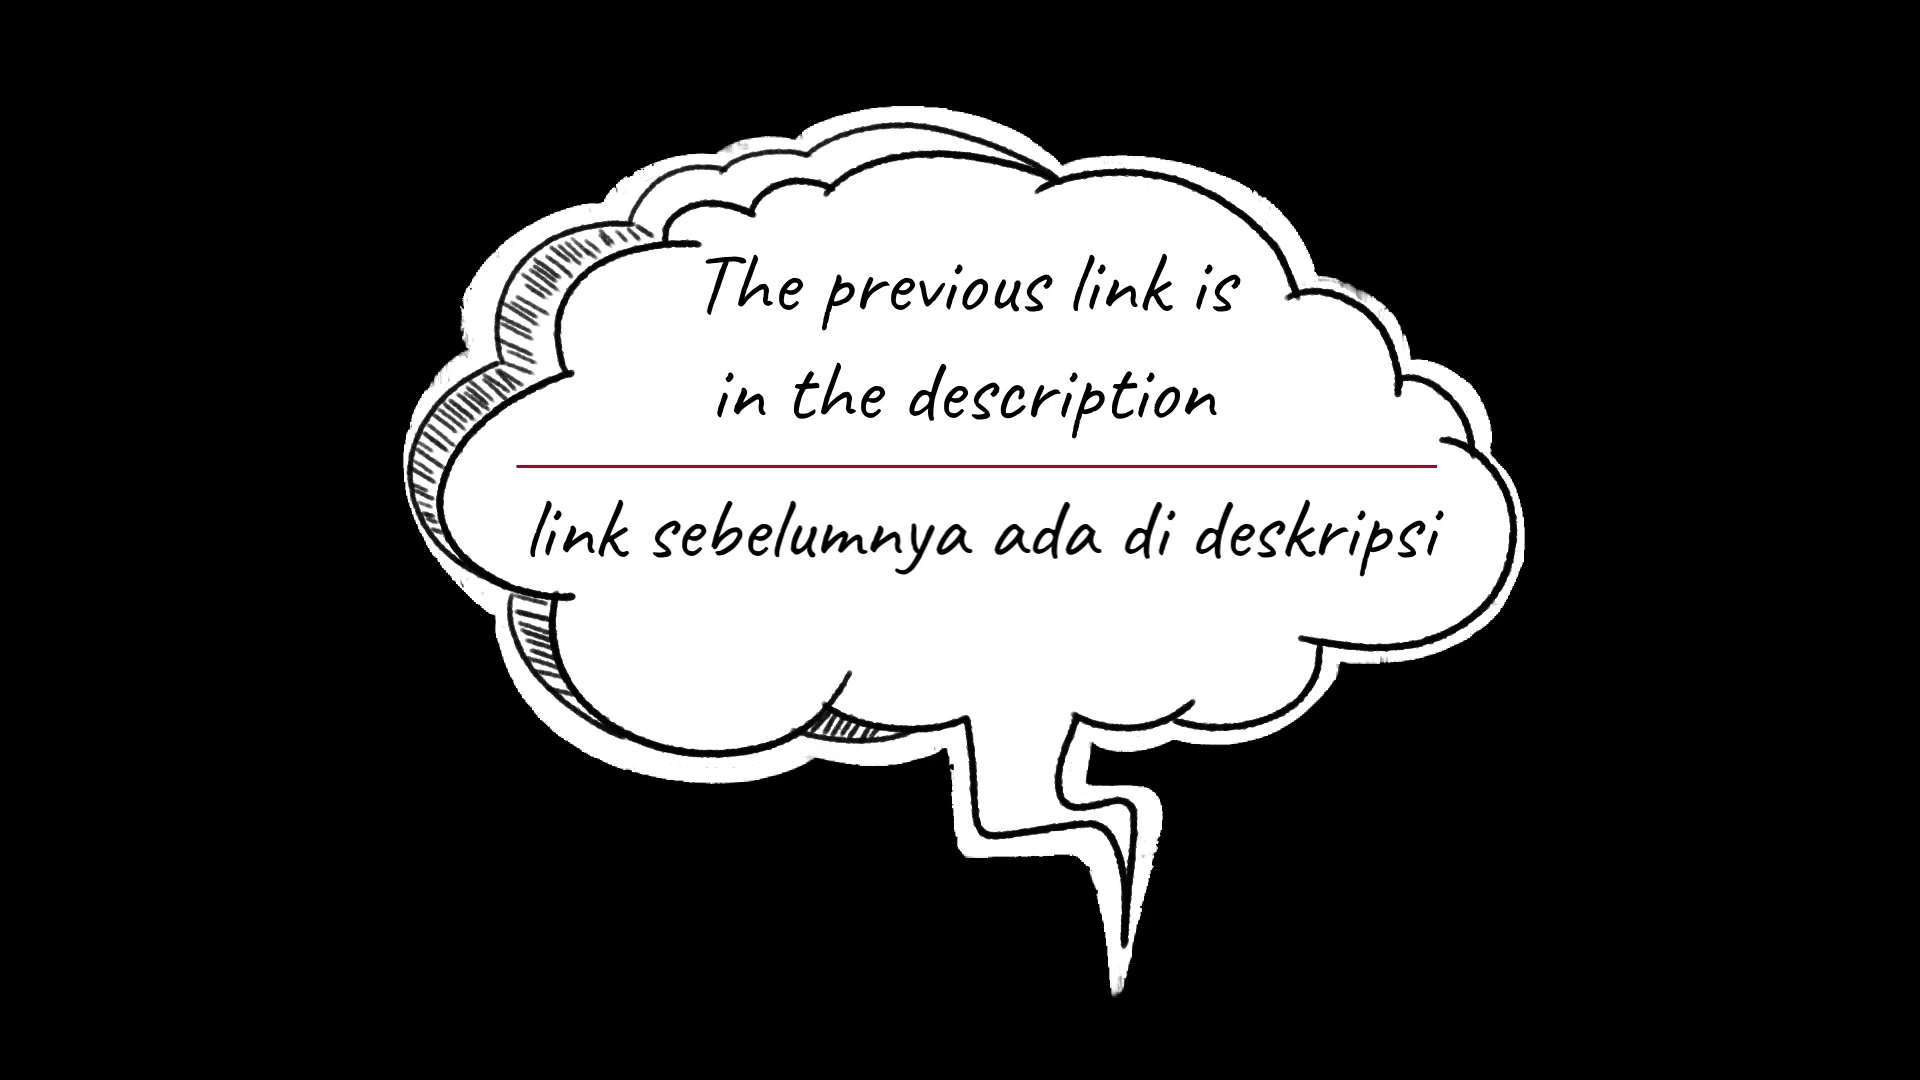 The previous link is
in the description
link sebelumnya ada di deskripsi